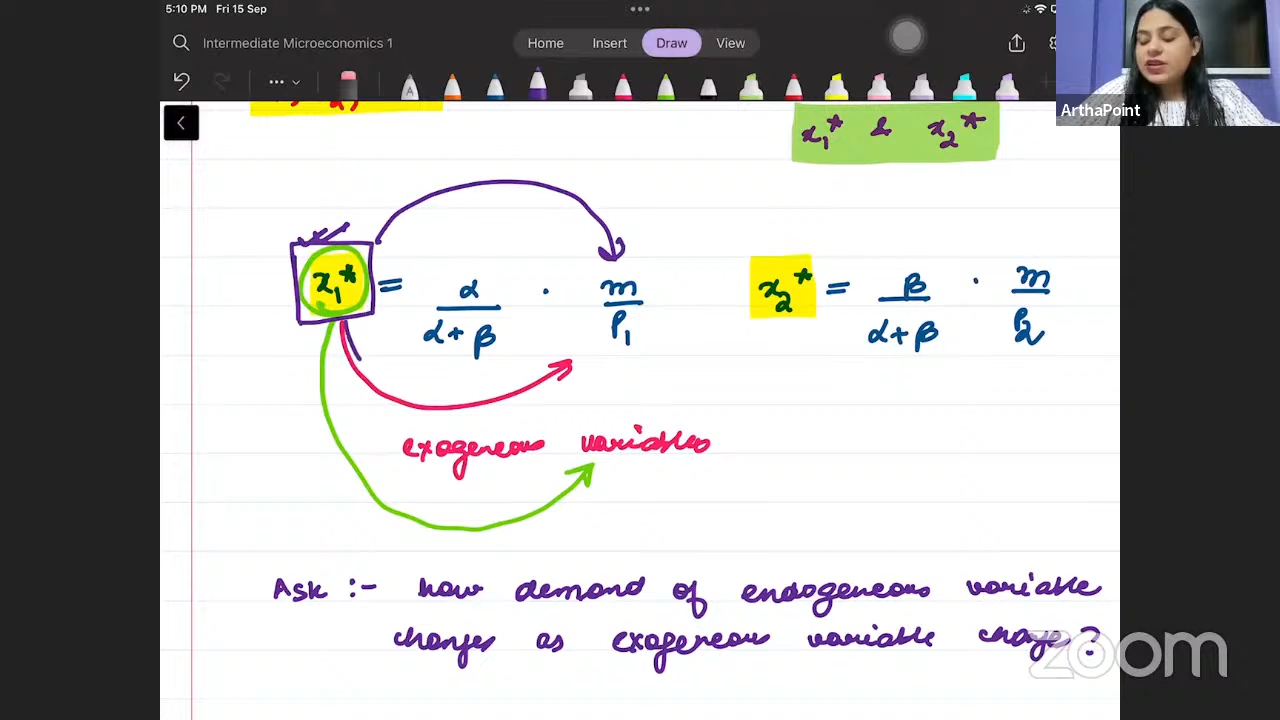 5:10 PM Fri 15 Sep
Intermediate Microeconomics 1
Home Insert Draw View
A
ArthaPoint
x₁* & x₂*
x₁* = α / (α + β) · m / P₁
x₂* = β / (α + β) · m / P₂
exogeneous variables
Ask :- how demand of endogeneous variable
changes as exogeneous variable change?
zoom